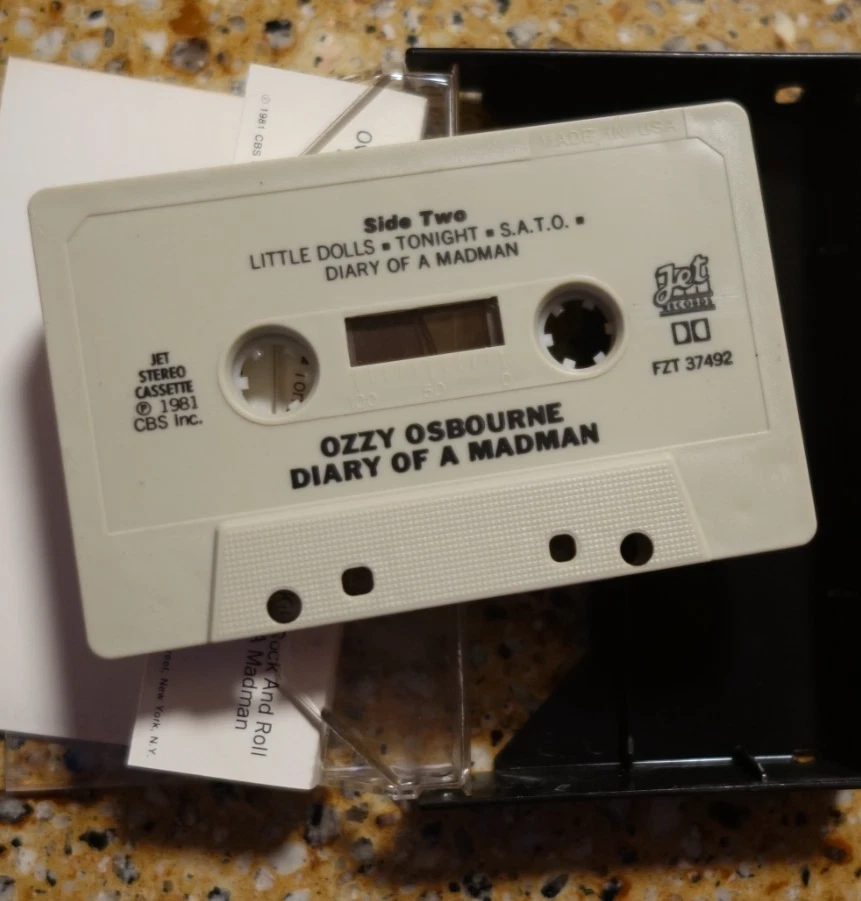 © 1981 CBS
MADE IN USA
Side Two
LITTLE DOLLS ▪ TONIGHT ▪ S.A.T.O. ▪
DIARY OF A MADMAN
Jet
RECORDS
FZT 37492
JET
STEREO
CASSETTE
℗ 1981
CBS Inc.
100 50 0
OZZY OSBOURNE
DIARY OF A MADMAN
Rock And Roll
A Madman
New York, N.Y.